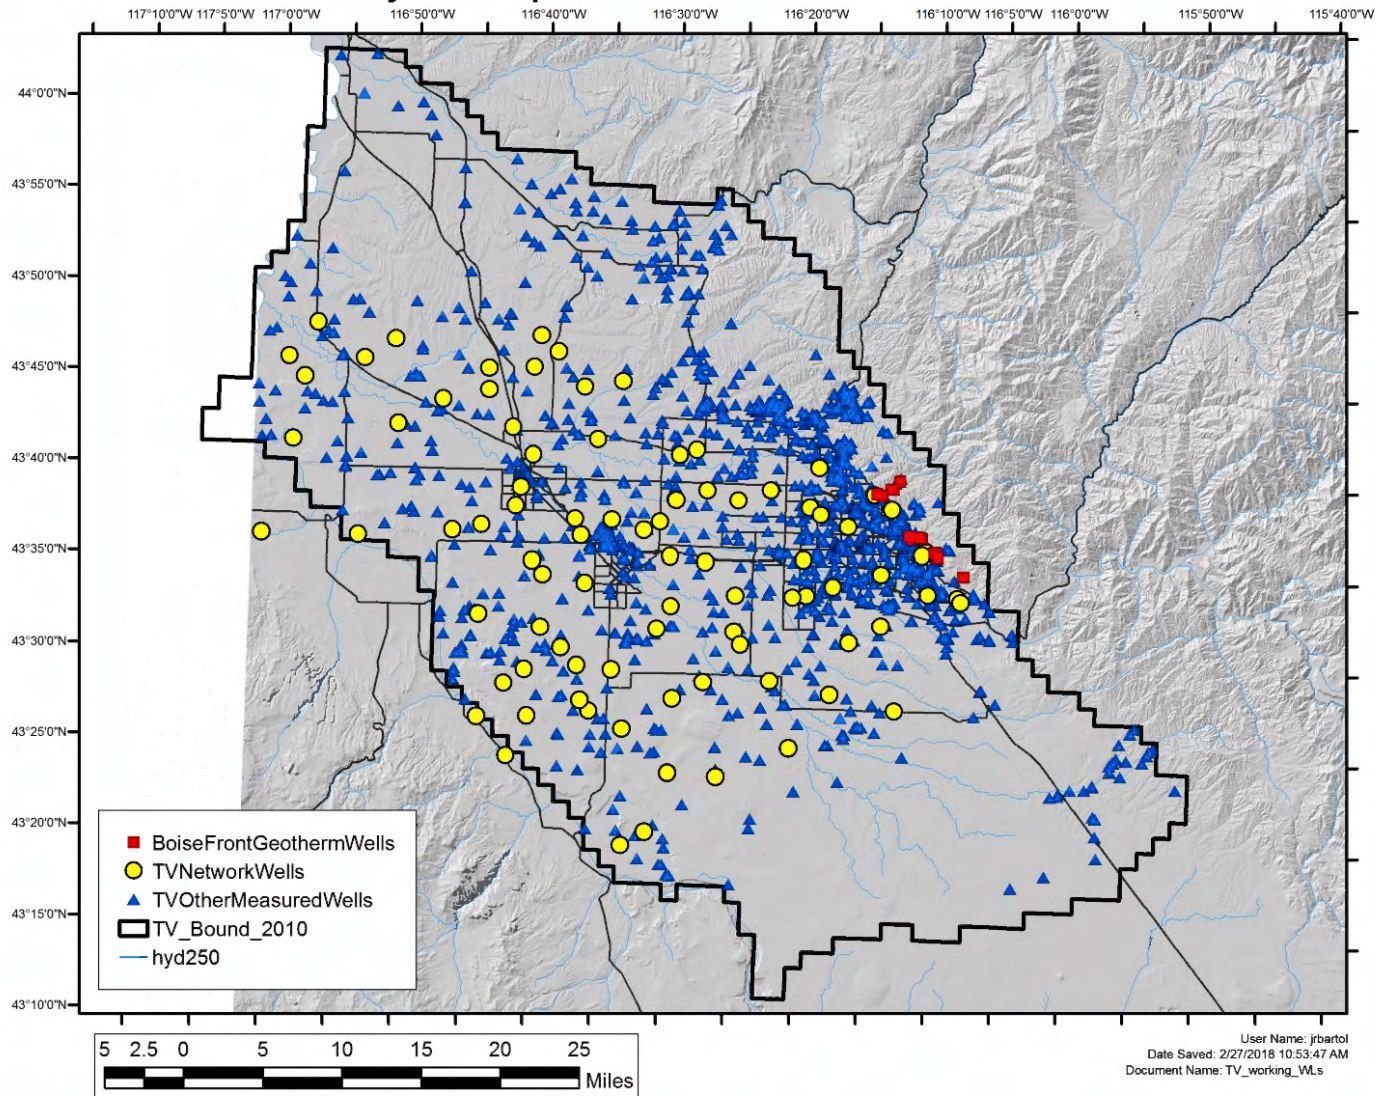 117°10'0"W 117°5'0"W 117°0'0"W 116°50'0"W 116°40'0"W 116°30'0"W 116°20'0"W 116°10'0"W 116°5'0"W 116°0'0"W 115°50'0"W 115°40'0"W
44°0'0"N
43°55'0"N
43°50'0"N
43°45'0"N
43°40'0"N
43°35'0"N
43°30'0"N
43°25'0"N
43°20'0"N
43°15'0"N
43°10'0"N
BoiseFrontGeothermWells
TVNetworkWells
TVOtherMeasuredWells
TV_Bound_2010
hyd250
5 2.5 0 5 10 15 20 25
Miles
User Name: jrbartol
Date Saved: 2/27/2018 10:53:47 AM
Document Name: TV_working_WLs